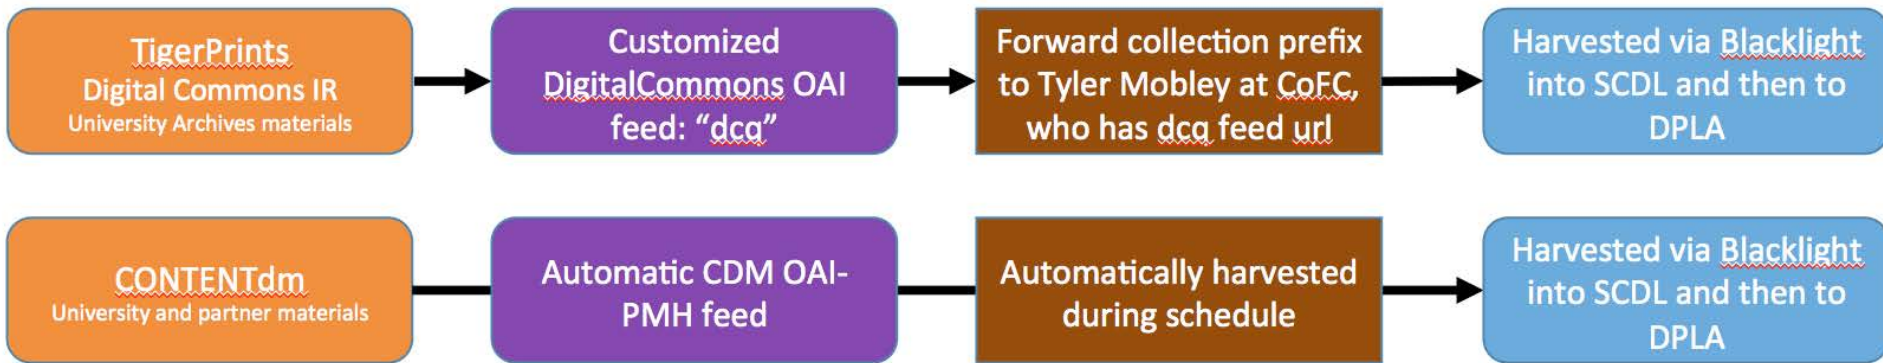 TigerPrints
Digital Commons IR
University Archives materials
Customized
DigitalCommons OAI
feed: “dcq”
Forward collection prefix
to Tyler Mobley at CoFC,
who has dcq feed url
Harvested via Blacklight
into SCDL and then to
DPLA
CONTENTdm
University and partner materials
Automatic CDM OAI-
PMH feed
Automatically harvested
during schedule
Harvested via Blacklight
into SCDL and then to
DPLA